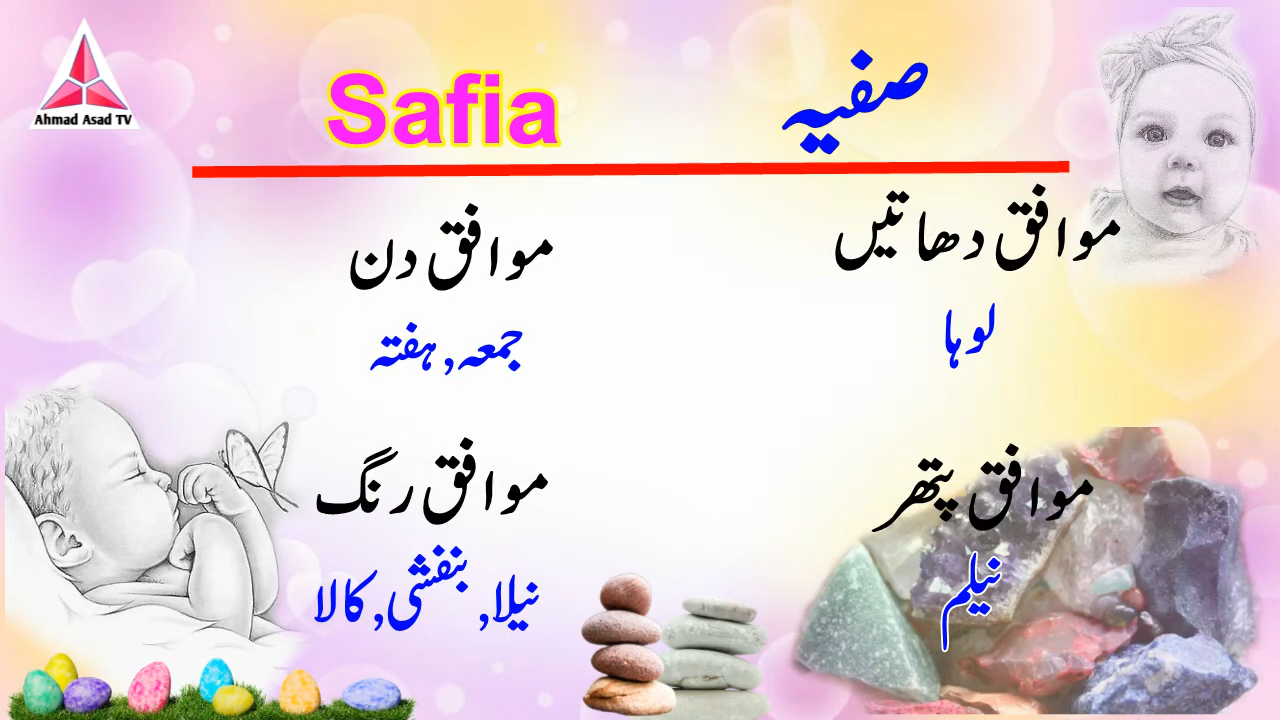 Ahmad Asad TV
Safia
صفیہ
موافق دھاتیں
لوہا
موافق دن
جمعہ, ہفتہ
موافق پتھر
نیلم
موافق رنگ
نیلا, بنفشی, کالا